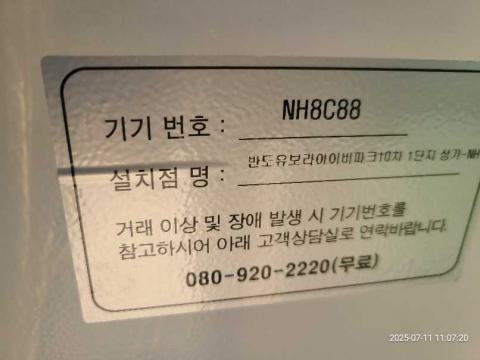 기기 번호 : NH8C88
설치점 명 : 반도유보라아이비파크10차 1단지 상가-NH
거래 이상 및 장애 발생 시 기기번호를
참고하시어 아래 고객상담실로 연락바랍니다.
080-920-2220(무료)
2025-07-11 11:07:20